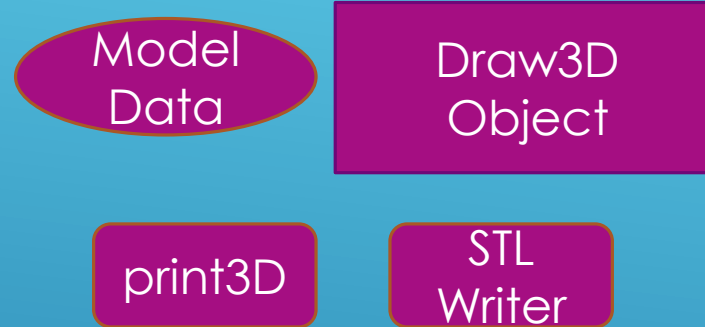 Model
Data
Draw3D
Object
print3D
STL
Writer